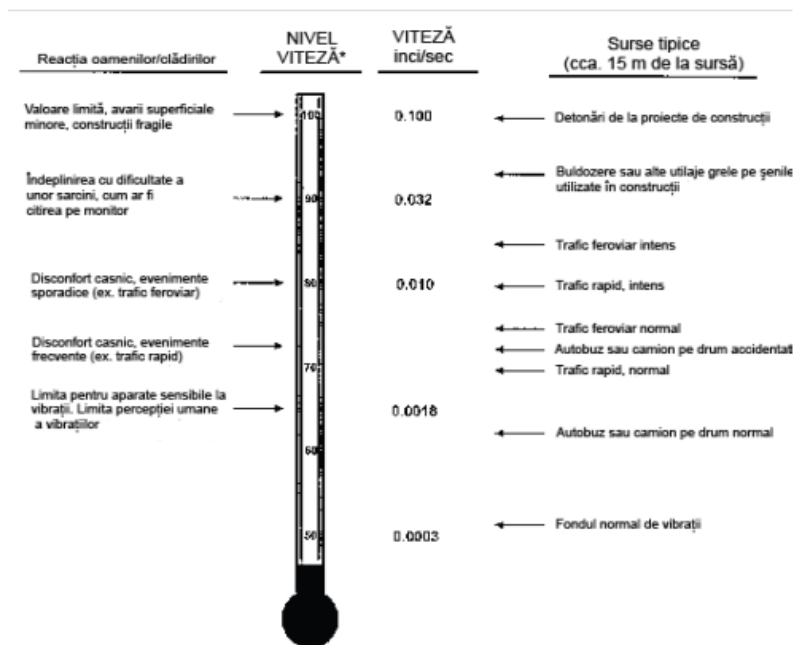 Reacția oamenilor/clădirilor
NIVEL
VITEZĂ*
VITEZĂ
inci/sec
Surse tipice
(cca. 15 m de la sursă)
Valoare limită, avarii superficiale
minore, construcții fragile
100
0.100
Detonări de la proiecte de construcții
Buldozere sau alte utilaje grele pe șenile
utilizate în construcții
Îndeplinirea cu dificultate a
unor sarcini, cum ar fi
citirea pe monitor
90
0.032
Trafic feroviar intens
Disconfort casnic, evenimente
sporadice (ex. trafic feroviar)
80
0.010
Trafic rapid, intens
Trafic feroviar normal
Disconfort casnic, evenimente
frecvente (ex. trafic rapid)
Autobuz sau camion pe drum accidentat
70
Trafic rapid, normal
Limita pentru aparate sensibile la
vibrații. Limita percepției umane
a vibrațiilor
0.0018
Autobuz sau camion pe drum normal
60
Fondul normal de vibrații
50
0.0003